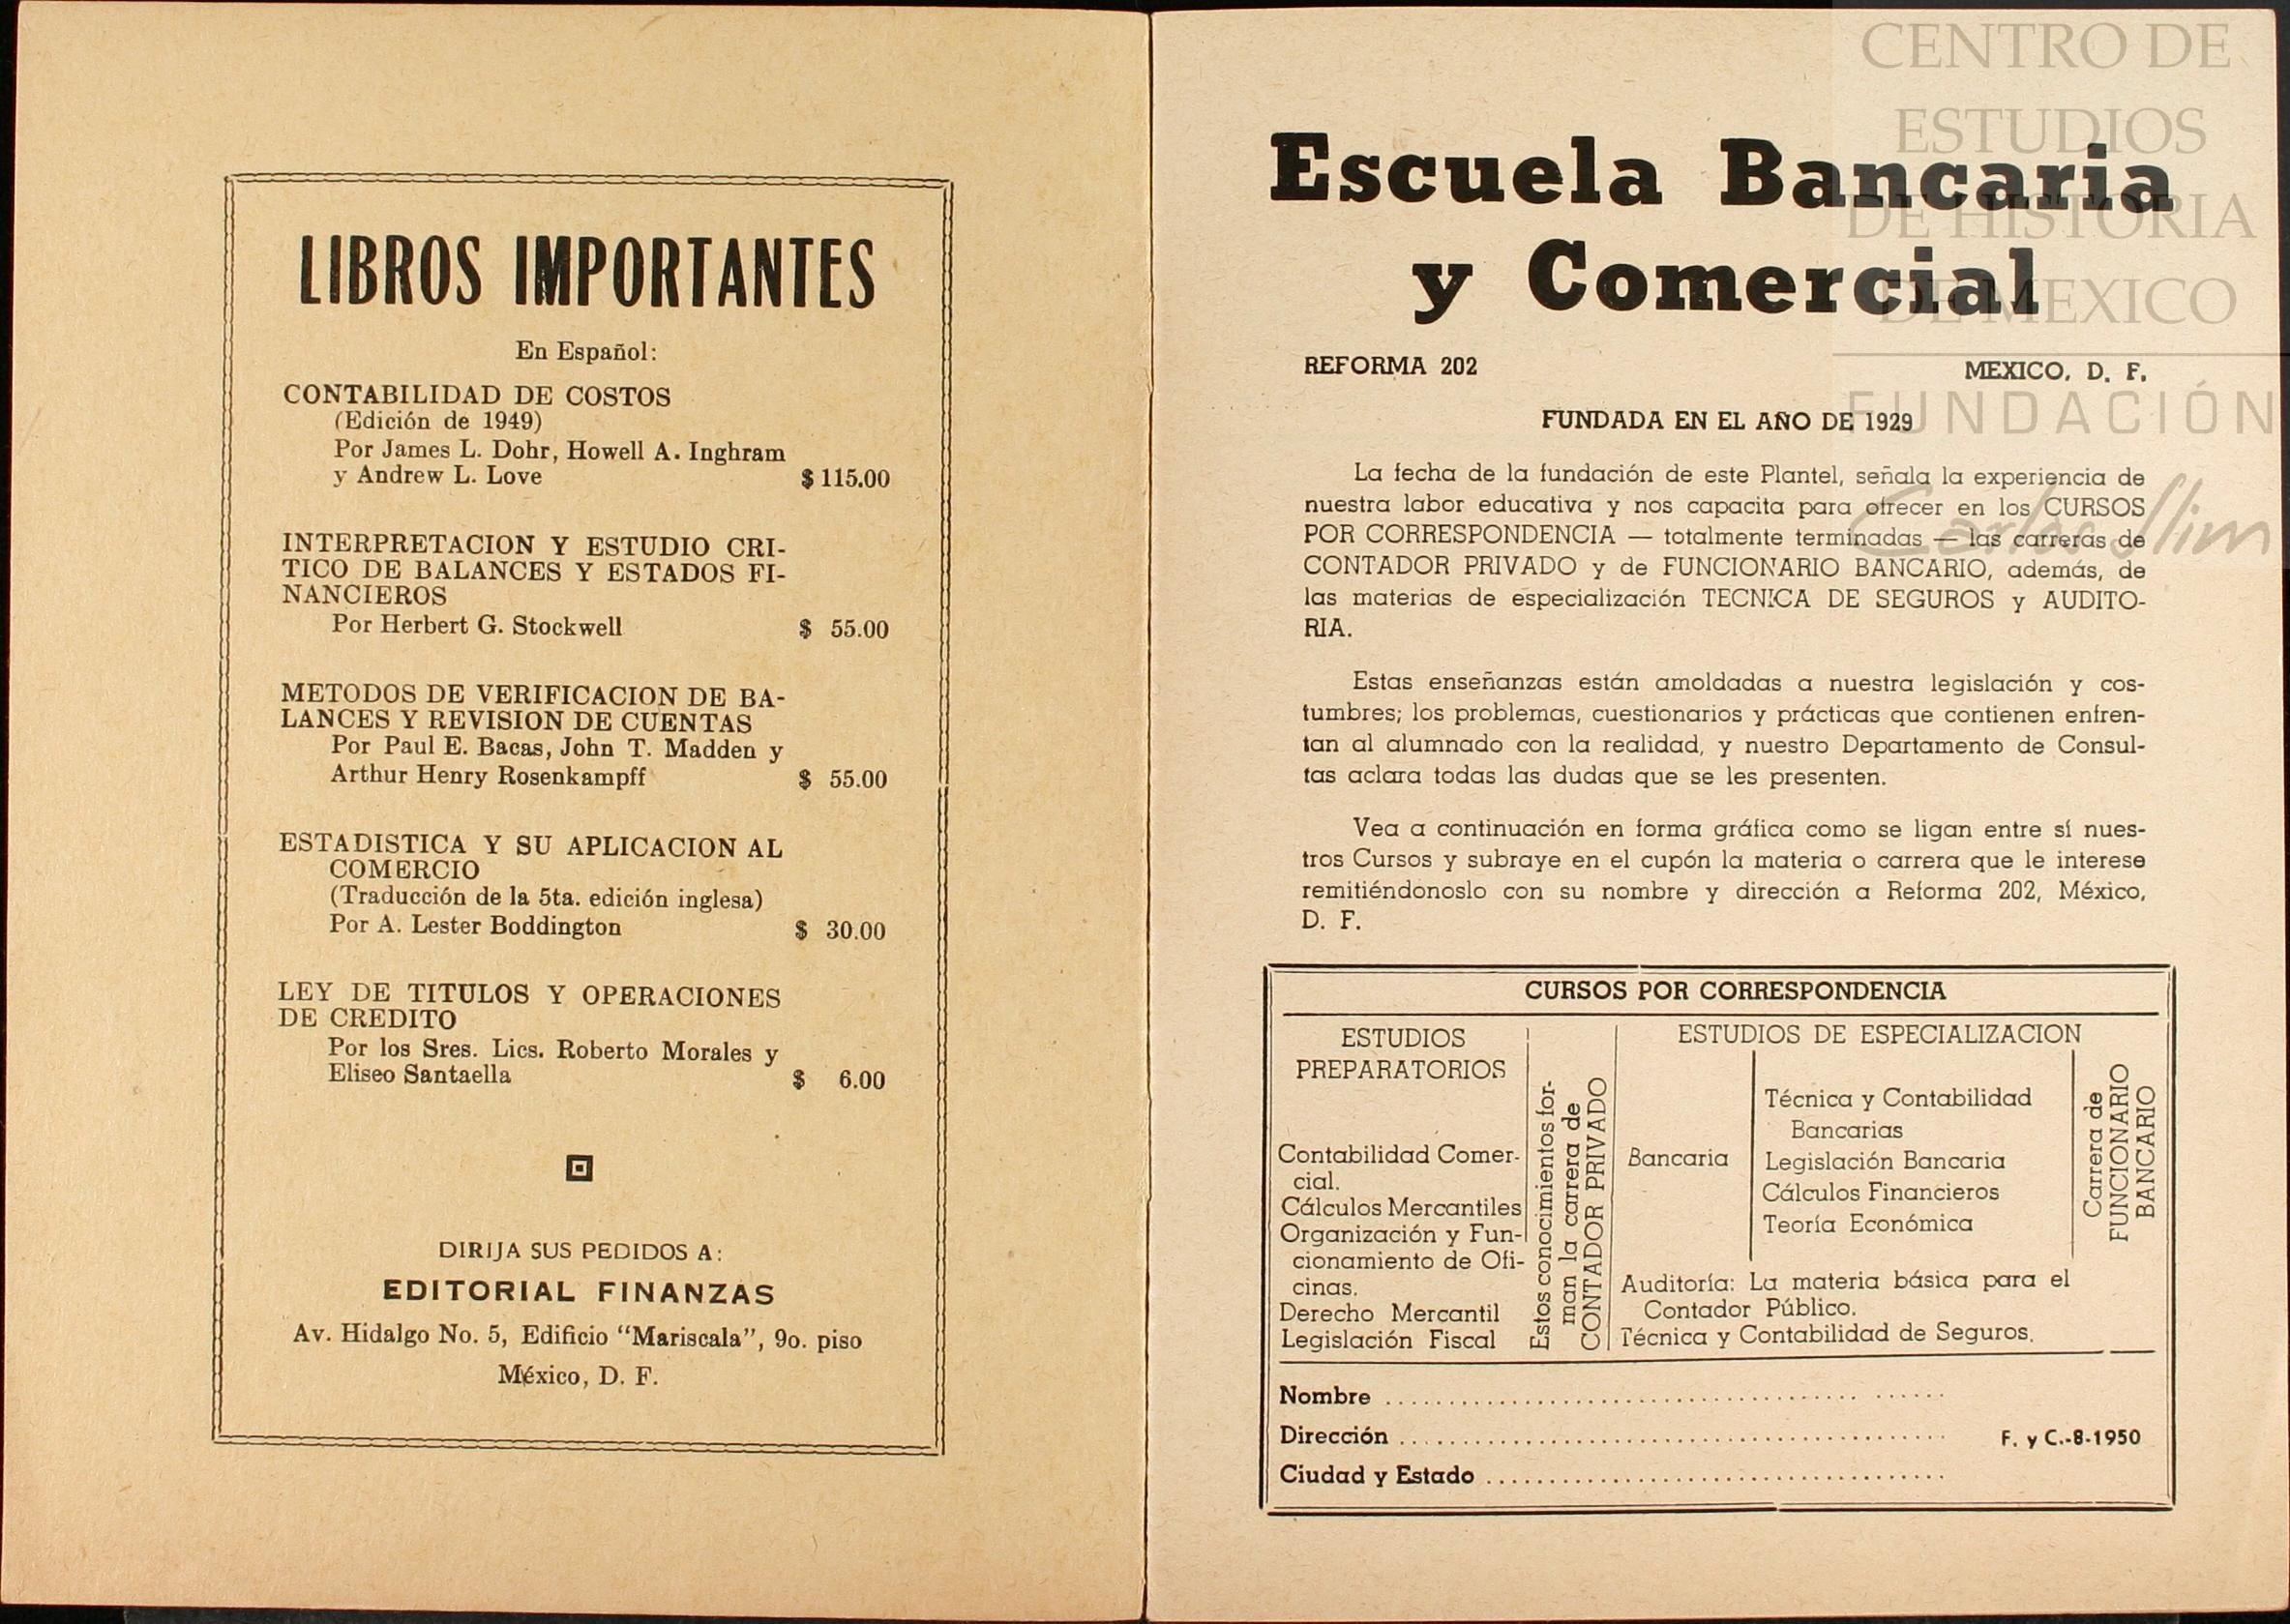 LIBROS IMPORTANTES
En Español:
CONTABILIDAD DE COSTOS
(Edición de 1949)
Por James L. Dohr, Howell A. Inghram
y Andrew L. Love $ 115.00
INTERPRETACION Y ESTUDIO CRI-
TICO DE BALANCES Y ESTADOS FI-
NANCIEROS
Por Herbert G. Stockwell $ 55.00
METODOS DE VERIFICACION DE BA-
LANCES Y REVISION DE CUENTAS
Por Paul E. Bacas, John T. Madden y
Arthur Henry Rosenkampff $ 55.00
ESTADISTICA Y SU APLICACION AL
COMERCIO
(Traducción de la 5ta. edición inglesa)
Por A. Lester Boddington $ 30.00
LEY DE TITULOS Y OPERACIONES
DE CREDITO
Por los Sres. Lics. Roberto Morales y
Eliseo Santaella $ 6.00
DIRIJA SUS PEDIDOS A:
EDITORIAL FINANZAS
Av. Hidalgo No. 5, Edificio "Mariscala", 9o. piso
México, D. F.
CENTRO DE
ESTUDIOS
DE HISTORIA
DE MEXICO
FUNDACIÓN
Carlos Slim
Escuela Bancaria
y Comercial
REFORMA 202 MEXICO, D. F.
FUNDADA EN EL AÑO DE 1929
La fecha de la fundación de este Plantel, señala la experiencia de
nuestra labor educativa y nos capacita para ofrecer en los CURSOS
POR CORRESPONDENCIA — totalmente terminadas — las carreras de
CONTADOR PRIVADO y de FUNCIONARIO BANCARIO, además, de
las materias de especialización TECNICA DE SEGUROS y AUDITO-
RIA.
Estas enseñanzas están amoldadas a nuestra legislación y cos-
tumbres; los problemas, cuestionarios y prácticas que contienen enfren-
tan al alumnado con la realidad, y nuestro Departamento de Consul-
tas aclara todas las dudas que se les presenten.
Vea a continuación en forma gráfica como se ligan entre sí nues-
tros Cursos y subraye en el cupón la materia o carrera que le interese
remitiéndonoslo con su nombre y dirección a Reforma 202, México,
D. F.
CURSOS POR CORRESPONDENCIA
ESTUDIOS
PREPARATORIOS
Contabilidad Comer-
cial.
Cálculos Mercantiles
Organización y Fun-
cionamiento de Ofi-
cinas.
Derecho Mercantil
Legislación Fiscal
Estos conocimientos for-
man la carrera de
CONTADOR PRIVADO
ESTUDIOS DE ESPECIALIZACION
Bancaria
Técnica y Contabilidad
Bancarias
Legislación Bancaria
Cálculos Financieros
Teoría Económica
Carrera de
FUNCIONARIO
BANCARIO
Auditoría: La materia básica para el
Contador Público.
Técnica y Contabilidad de Seguros.
Nombre
Dirección
F. y C.-8-1950
Ciudad y Estado